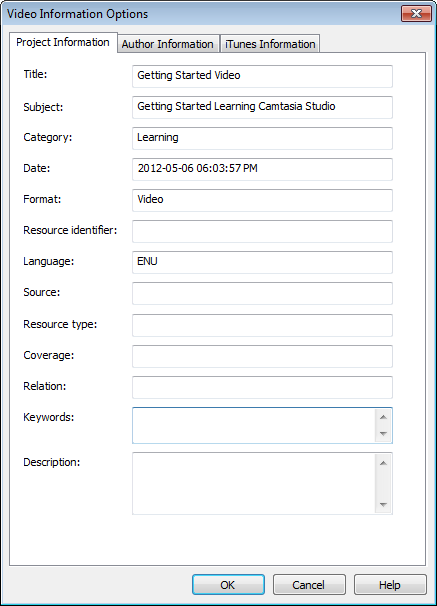 Video Information Options
Project Information Author Information iTunes Information
Title: Getting Started Video
Subject: Getting Started Learning Camtasia Studio
Category: Learning
Date: 2012-05-06 06:03:57 PM
Format: Video
Resource identifier:
Language: ENU
Source:
Resource type:
Coverage:
Relation:
Keywords:
Description:
OK Cancel Help